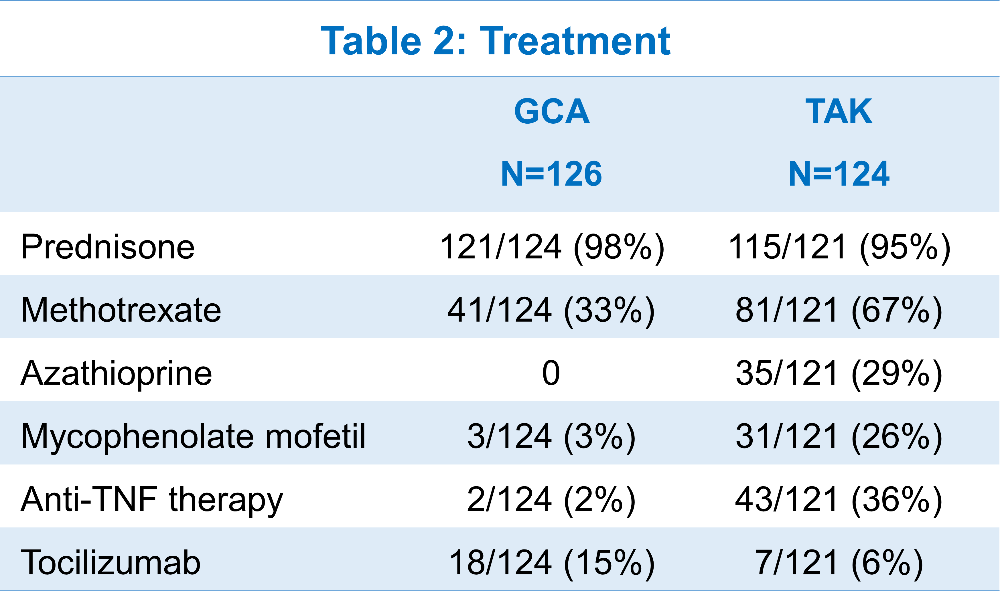 Table 2: Treatment
GCA TAK
N=126 N=124
Prednisone 121/124 (98%) 115/121 (95%)
Methotrexate 41/124 (33%) 81/121 (67%)
Azathioprine 0 35/121 (29%)
Mycophenolate mofetil 3/124 (3%) 31/121 (26%)
Anti-TNF therapy 2/124 (2%) 43/121 (36%)
Tocilizumab 18/124 (15%) 7/121 (6%)